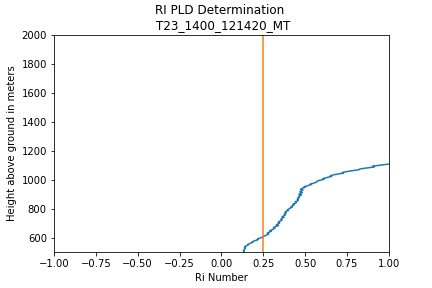 RI PLD Determination
T23_1400_121420_MT
2000
1800
1600
1400
1200
1000
800
600
Height above ground in meters
−1.00 −0.75 −0.50 −0.25 0.00 0.25 0.50 0.75 1.00
Ri Number